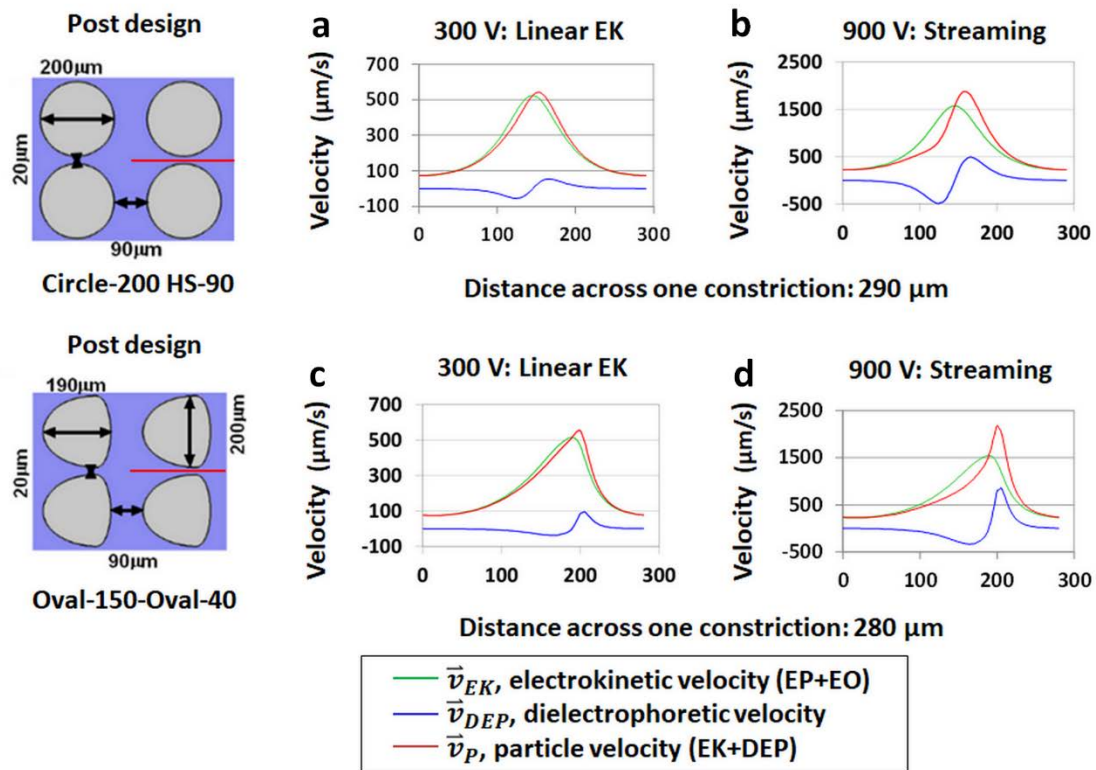 Post design
200µm
20µm
90µm
Circle-200 HS-90
a
300 V: Linear EK
Velocity (µm/s)
700
500
300
100
-100
0
100
200
300
b
900 V: Streaming
Velocity (µm/s)
2500
1500
500
-500
0
100
200
300
Distance across one constriction: 290 µm
Post design
190µm
200µm
20µm
90µm
Oval-150-Oval-40
c
300 V: Linear EK
Velocity (µm/s)
700
500
300
100
-100
0
100
200
300
d
900 V: Streaming
Velocity (µm/s)
2500
1500
500
-500
0
100
200
300
Distance across one constriction: 280 µm
v⃗EK, electrokinetic velocity (EP+EO)
v⃗DEP, dielectrophoretic velocity
v⃗P, particle velocity (EK+DEP)